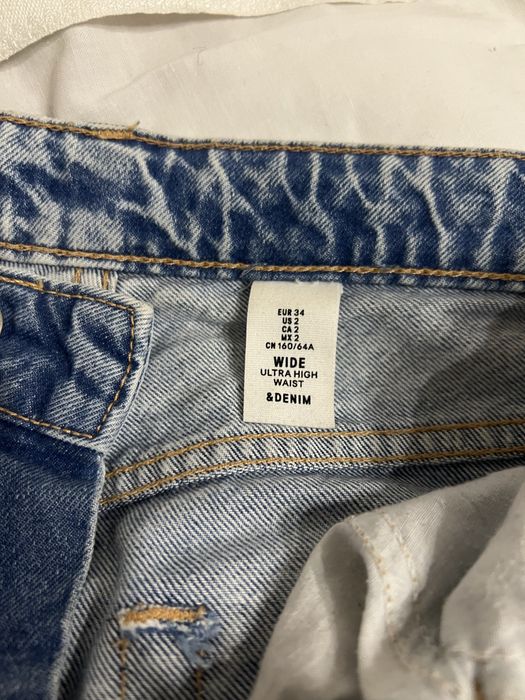 EUR 34
US 2
CA 2
MX 2
CN 160/64A
WIDE
ULTRA HIGH
WAIST
&DENIM